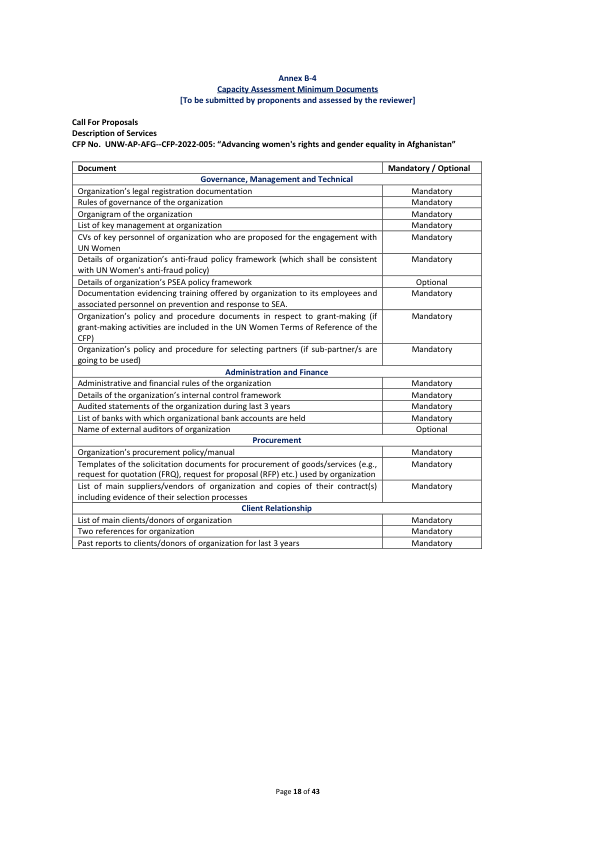 Annex B-4
Capacity Assessment Minimum Documents
[To be submitted by proponents and assessed by the reviewer]
Call For Proposals
Description of Services
CFP No.  UNW-AP-AFG--CFP-2022-005: “Advancing women's rights and gender equality in Afghanistan”
Document Mandatory / Optional
Governance, Management and Technical
Organization’s legal registration documentation Mandatory
Rules of governance of the organization Mandatory
Organigram of the organization Mandatory
List of key management at organization Mandatory
CVs of key personnel of organization who are proposed for the engagement with Mandatory
UN Women
Details of organization’s anti-fraud policy framework (which shall be consistent Mandatory
with UN Women’s anti-fraud policy)
Details of organization’s PSEA policy framework Optional
Documentation evidencing training offered by organization to its employees and Mandatory
associated personnel on prevention and response to SEA.
Organization’s policy and procedure documents in respect to grant-making (if Mandatory
grant-making activities are included in the UN Women Terms of Reference of the
CFP)
Organization’s policy and procedure for selecting partners (if sub-partner/s are Mandatory
going to be used)
Administration and Finance
Administrative and financial rules of the organization Mandatory
Details of the organization’s internal control framework Mandatory
Audited statements of the organization during last 3 years Mandatory
List of banks with which organizational bank accounts are held Mandatory
Name of external auditors of organization Optional
Procurement
Organization’s procurement policy/manual Mandatory
Templates of the solicitation documents for procurement of goods/services (e.g., Mandatory
request for quotation (FRQ), request for proposal (RFP) etc.) used by organization
List of main suppliers/vendors of organization and copies of their contract(s) Mandatory
including evidence of their selection processes
Client Relationship
List of main clients/donors of organization Mandatory
Two references for organization Mandatory
Past reports to clients/donors of organization for last 3 years Mandatory
Page 18 of 43